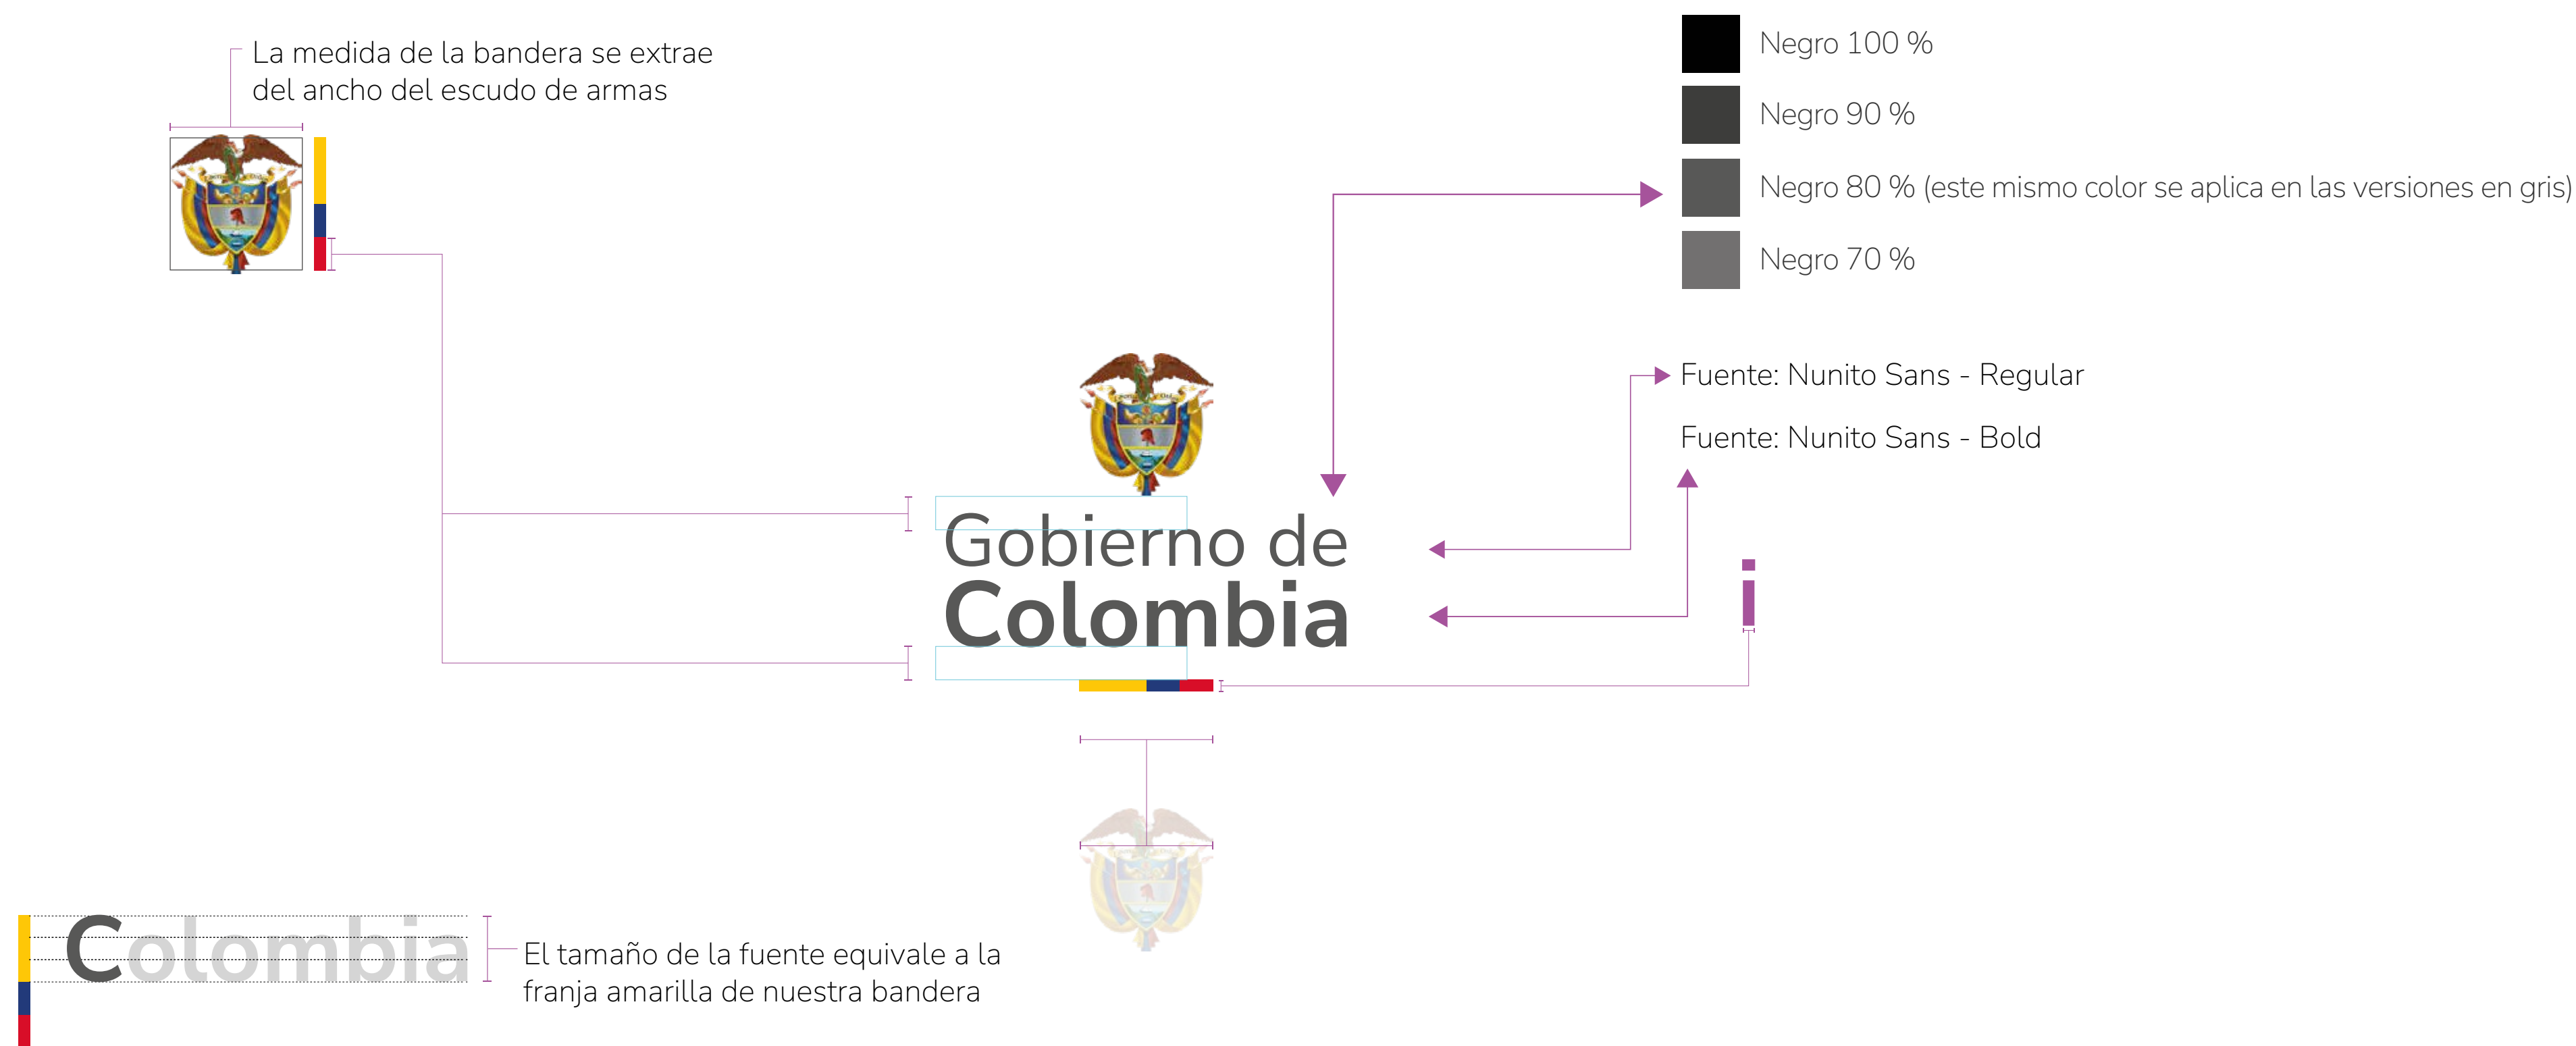 La medida de la bandera se extrae
del ancho del escudo de armas
Negro 100 %
Negro 90 %
Negro 80 % (este mismo color se aplica en las versiones en gris)
Negro 70 %
Fuente: Nunito Sans - Regular
Fuente: Nunito Sans - Bold
Gobierno de
Colombia
i
Colombia
El tamaño de la fuente equivale a la
franja amarilla de nuestra bandera